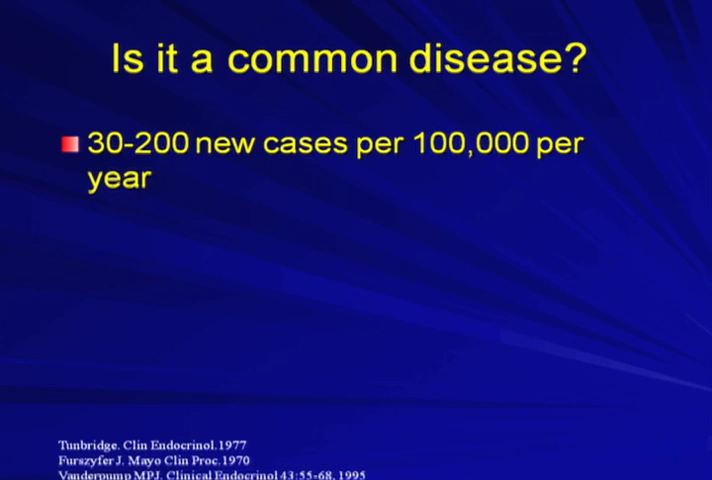 Is it a common disease?
30-200 new cases per 100,000 per
year
Tunbridge. Clin Endocrinol.1977
Furszyfer J. Mayo Clin Proc.1970
Vanderpump MPJ. Clinical Endocrinol 43:55-68, 1995